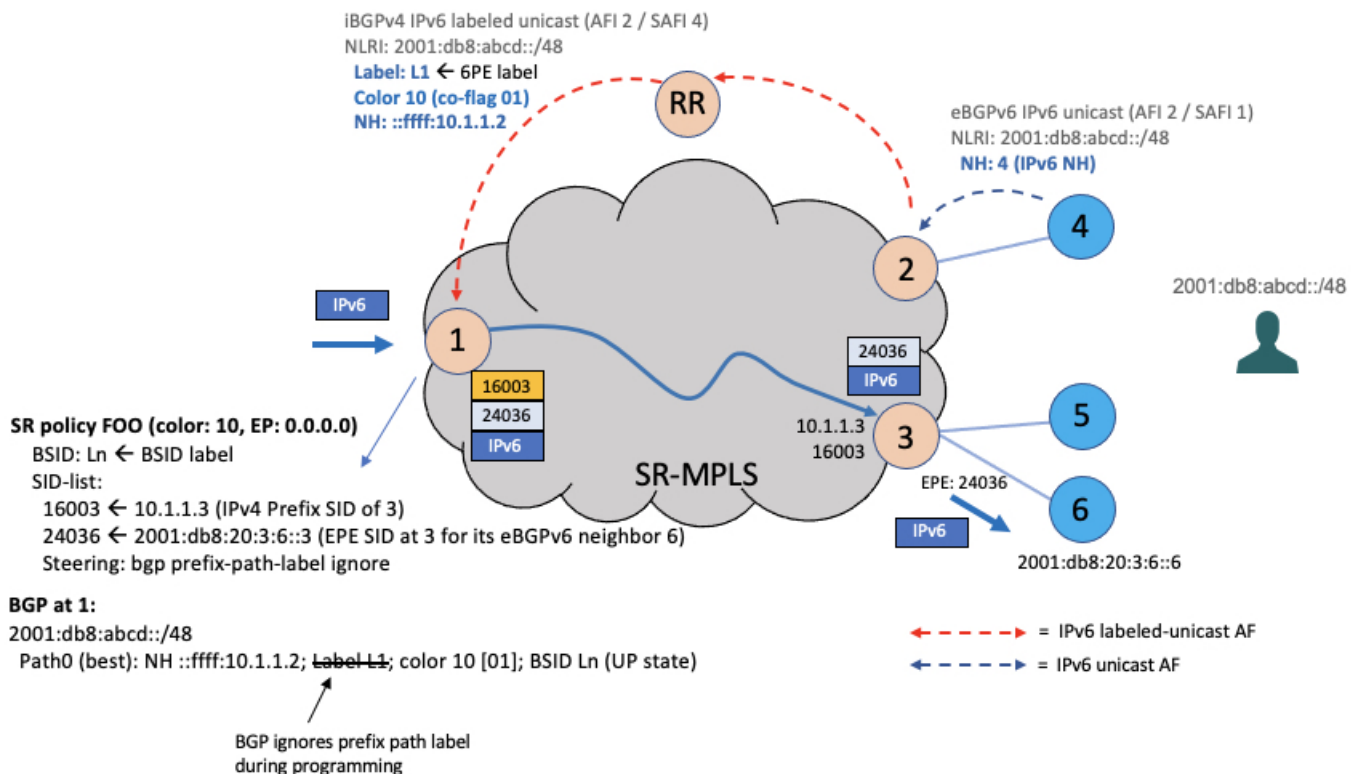 iBGPv4 IPv6 labeled unicast (AFI 2 / SAFI 4)
NLRI: 2001:db8:abcd::/48
Label: L1 ← 6PE label
Color 10 (co-flag 01)
NH: ::ffff:10.1.1.2
RR
eBGPv6 IPv6 unicast (AFI 2 / SAFI 1)
NLRI: 2001:db8:abcd::/48
NH: 4 (IPv6 NH)
4
2
2001:db8:abcd::/48
IPv6
1
16003
24036
IPv6
24036
IPv6
10.1.1.3
16003
3
5
6
SR-MPLS
EPE: 24036
IPv6
2001:db8:20:3:6::6
SR policy FOO (color: 10, EP: 0.0.0.0)
BSID: Ln ← BSID label
SID-list:
16003 ← 10.1.1.3 (IPv4 Prefix SID of 3)
24036 ← 2001:db8:20:3:6::3 (EPE SID at 3 for its eBGPv6 neighbor 6)
Steering: bgp prefix-path-label ignore
BGP at 1:
2001:db8:abcd::/48
Path0 (best): NH ::ffff:10.1.1.2; Label L1; color 10 [01]; BSID Ln (UP state)
BGP ignores prefix path label
during programming
= IPv6 labeled-unicast AF
= IPv6 unicast AF